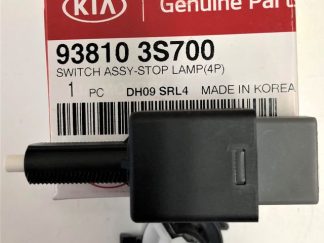 KIA Genuine Parts
93810 3S700
SWITCH ASSY-STOP LAMP(4P)
1 PC DH09 SRL4 MADE IN KOREA